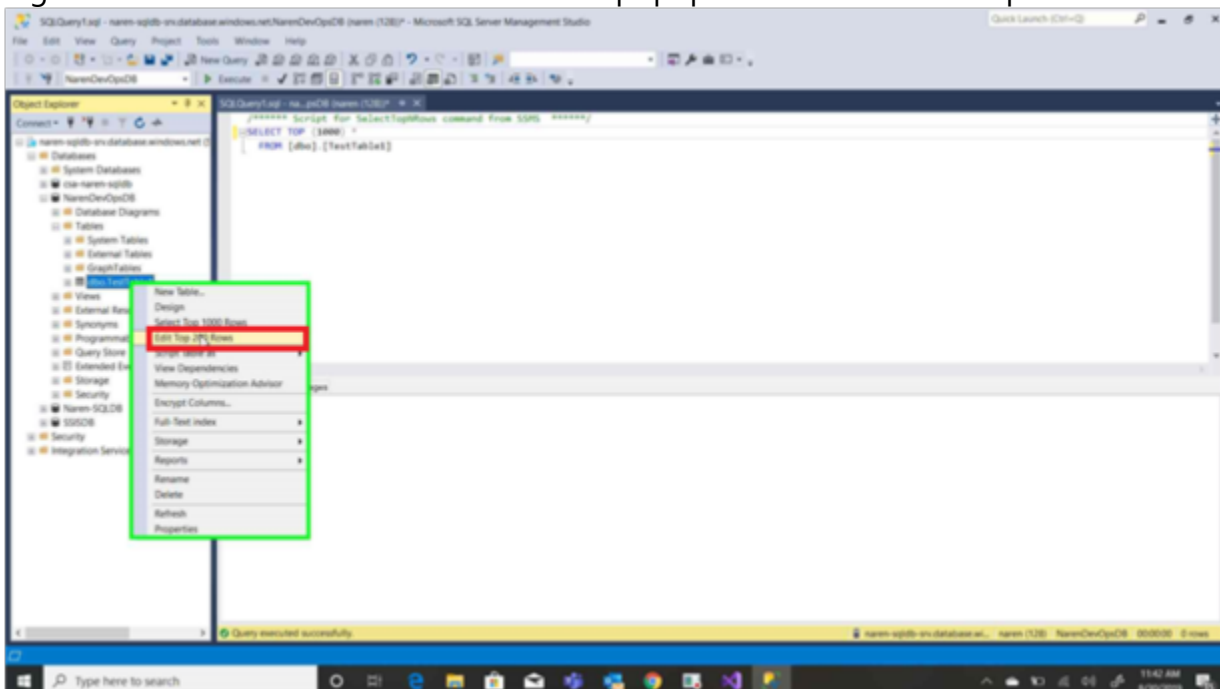 SQLQuery1.sql - naren-sqldb-srv.database.windows.net.NarenDevOpsDB (naren (128))* - Microsoft SQL Server Management Studio
Quick Launch (Ctrl+Q)
File Edit View Query Project Tools Window Help
New Query
NarenDevOpsDB
Execute
Object Explorer
SQLQuery1.sql - na...psDB (naren (128))*
Connect
/****** Script for SelectTopNRows command from SSMS ******/
SELECT TOP (1000) *
FROM [dbo].[TestTable1]
naren-sqldb-srv.database.windows.net (S
Databases
System Databases
csa-naren-sqldb
NarenDevOpsDB
Database Diagrams
Tables
System Tables
External Tables
GraphTables
Views
External Res
Synonyms
Programmat
Query Store
Extended Eve
Storage
Security
Naren-SQLDB
SSISDB
Security
Integration Service
New Table...
Design
Select Top 1000 Rows
Edit Top 200 Rows
Script Table as
View Dependencies
Memory Optimization Advisor
Encrypt Columns...
Full-Text index
Storage
Reports
Rename
Delete
Refresh
Properties
Query executed successfully.
naren-sqldb-srv.database.wi... naren (128) NarenDevOpsDB 00:00:00 0 rows
Type here to search
11:42 AM